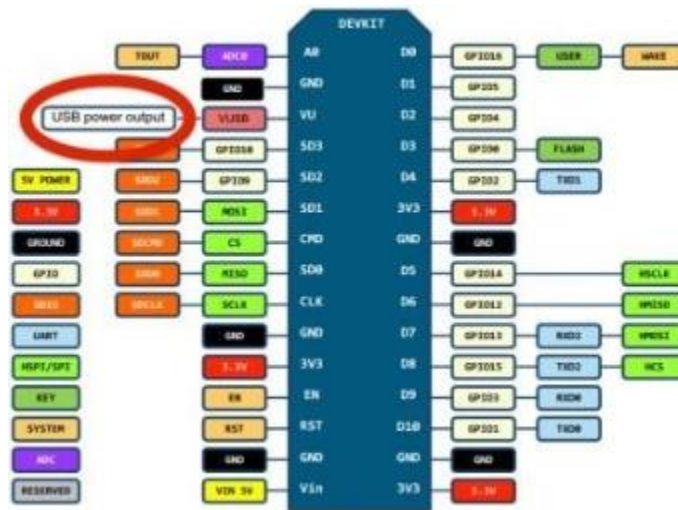 DEVKIT
TOUT ADC0 A0 D0 GPIO16 USER WAKE
GND GND D1 GPIO5
USB power output VUSB VU D2 GPIO4
GPIO10 SD3 D3 GPIO0 FLASH
5V POWER SDD2 GPIO9 SD2 D4 GPIO2 TXD1
3.3V SDD1 MOSI SD1 3V3 3.3V
GROUND SDCMD CS CMD GND GND
GPIO SDD0 MISO SD0 D5 GPIO14 HSCLK
SDIO SDCLK SCLK CLK D6 GPIO12 HMISO
UART GND GND D7 GPIO13 RXD2 HMOSI
HSPI/SPI 3.3V 3V3 D8 GPIO15 TXD2 HCS
KEY EN EN D9 GPIO3 RXD0
SYSTEM RST RST D10 GPIO1 TXD0
ADC GND GND GND GND
RESERVED VIN 5V Vin 3V3 3.3V